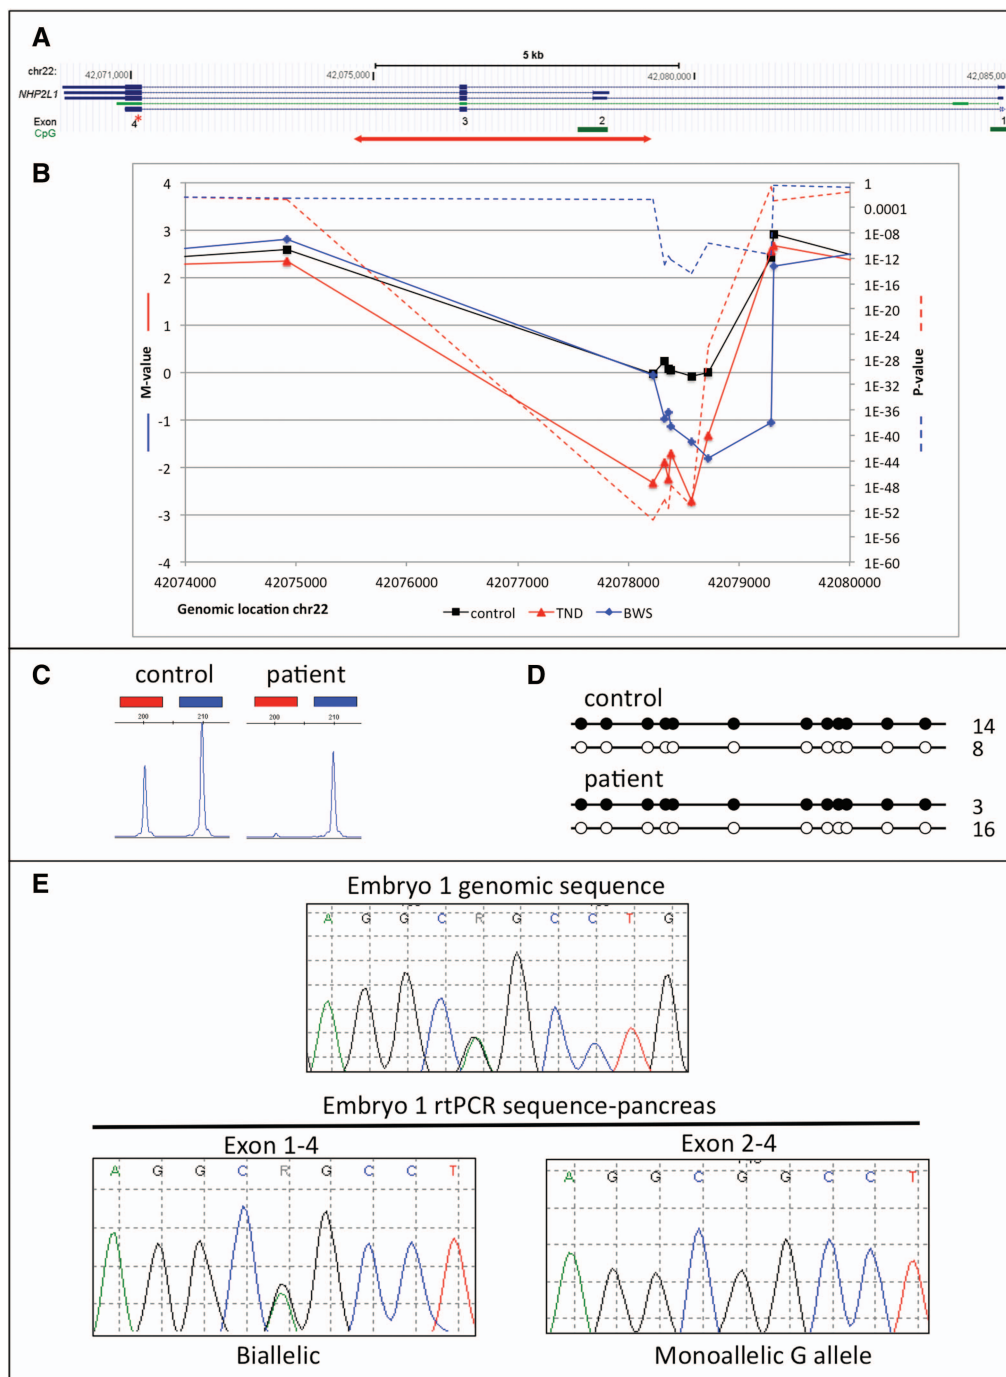 A
5 kb
chr22: 42,071,000 42,075,000 42,080,000 42,085,000
NHP2L1
Exon 4 * 3 2 1
CpG
B
4
3
2
1
0
-1
-2
-3
-4
M-value
1
0.0001
1E-08
1E-12
1E-16
1E-20
1E-24
1E-28
1E-32
1E-36
1E-40
1E-44
1E-48
1E-52
1E-56
1E-60
P-value
42074000 42075000 42076000 42077000 42078000 42079000 42080000
Genomic location chr22
control TND BWS
C
control patient
200 210 200 210
D
control
14
8
patient
3
16
E
Embryo 1 genomic sequence
A G G C R G C C T G
Embryo 1 rtPCR sequence-pancreas
Exon 1-4 Exon 2-4
A G G C R G C C T
A G G C G G C C T
Biallelic Monoallelic G allele